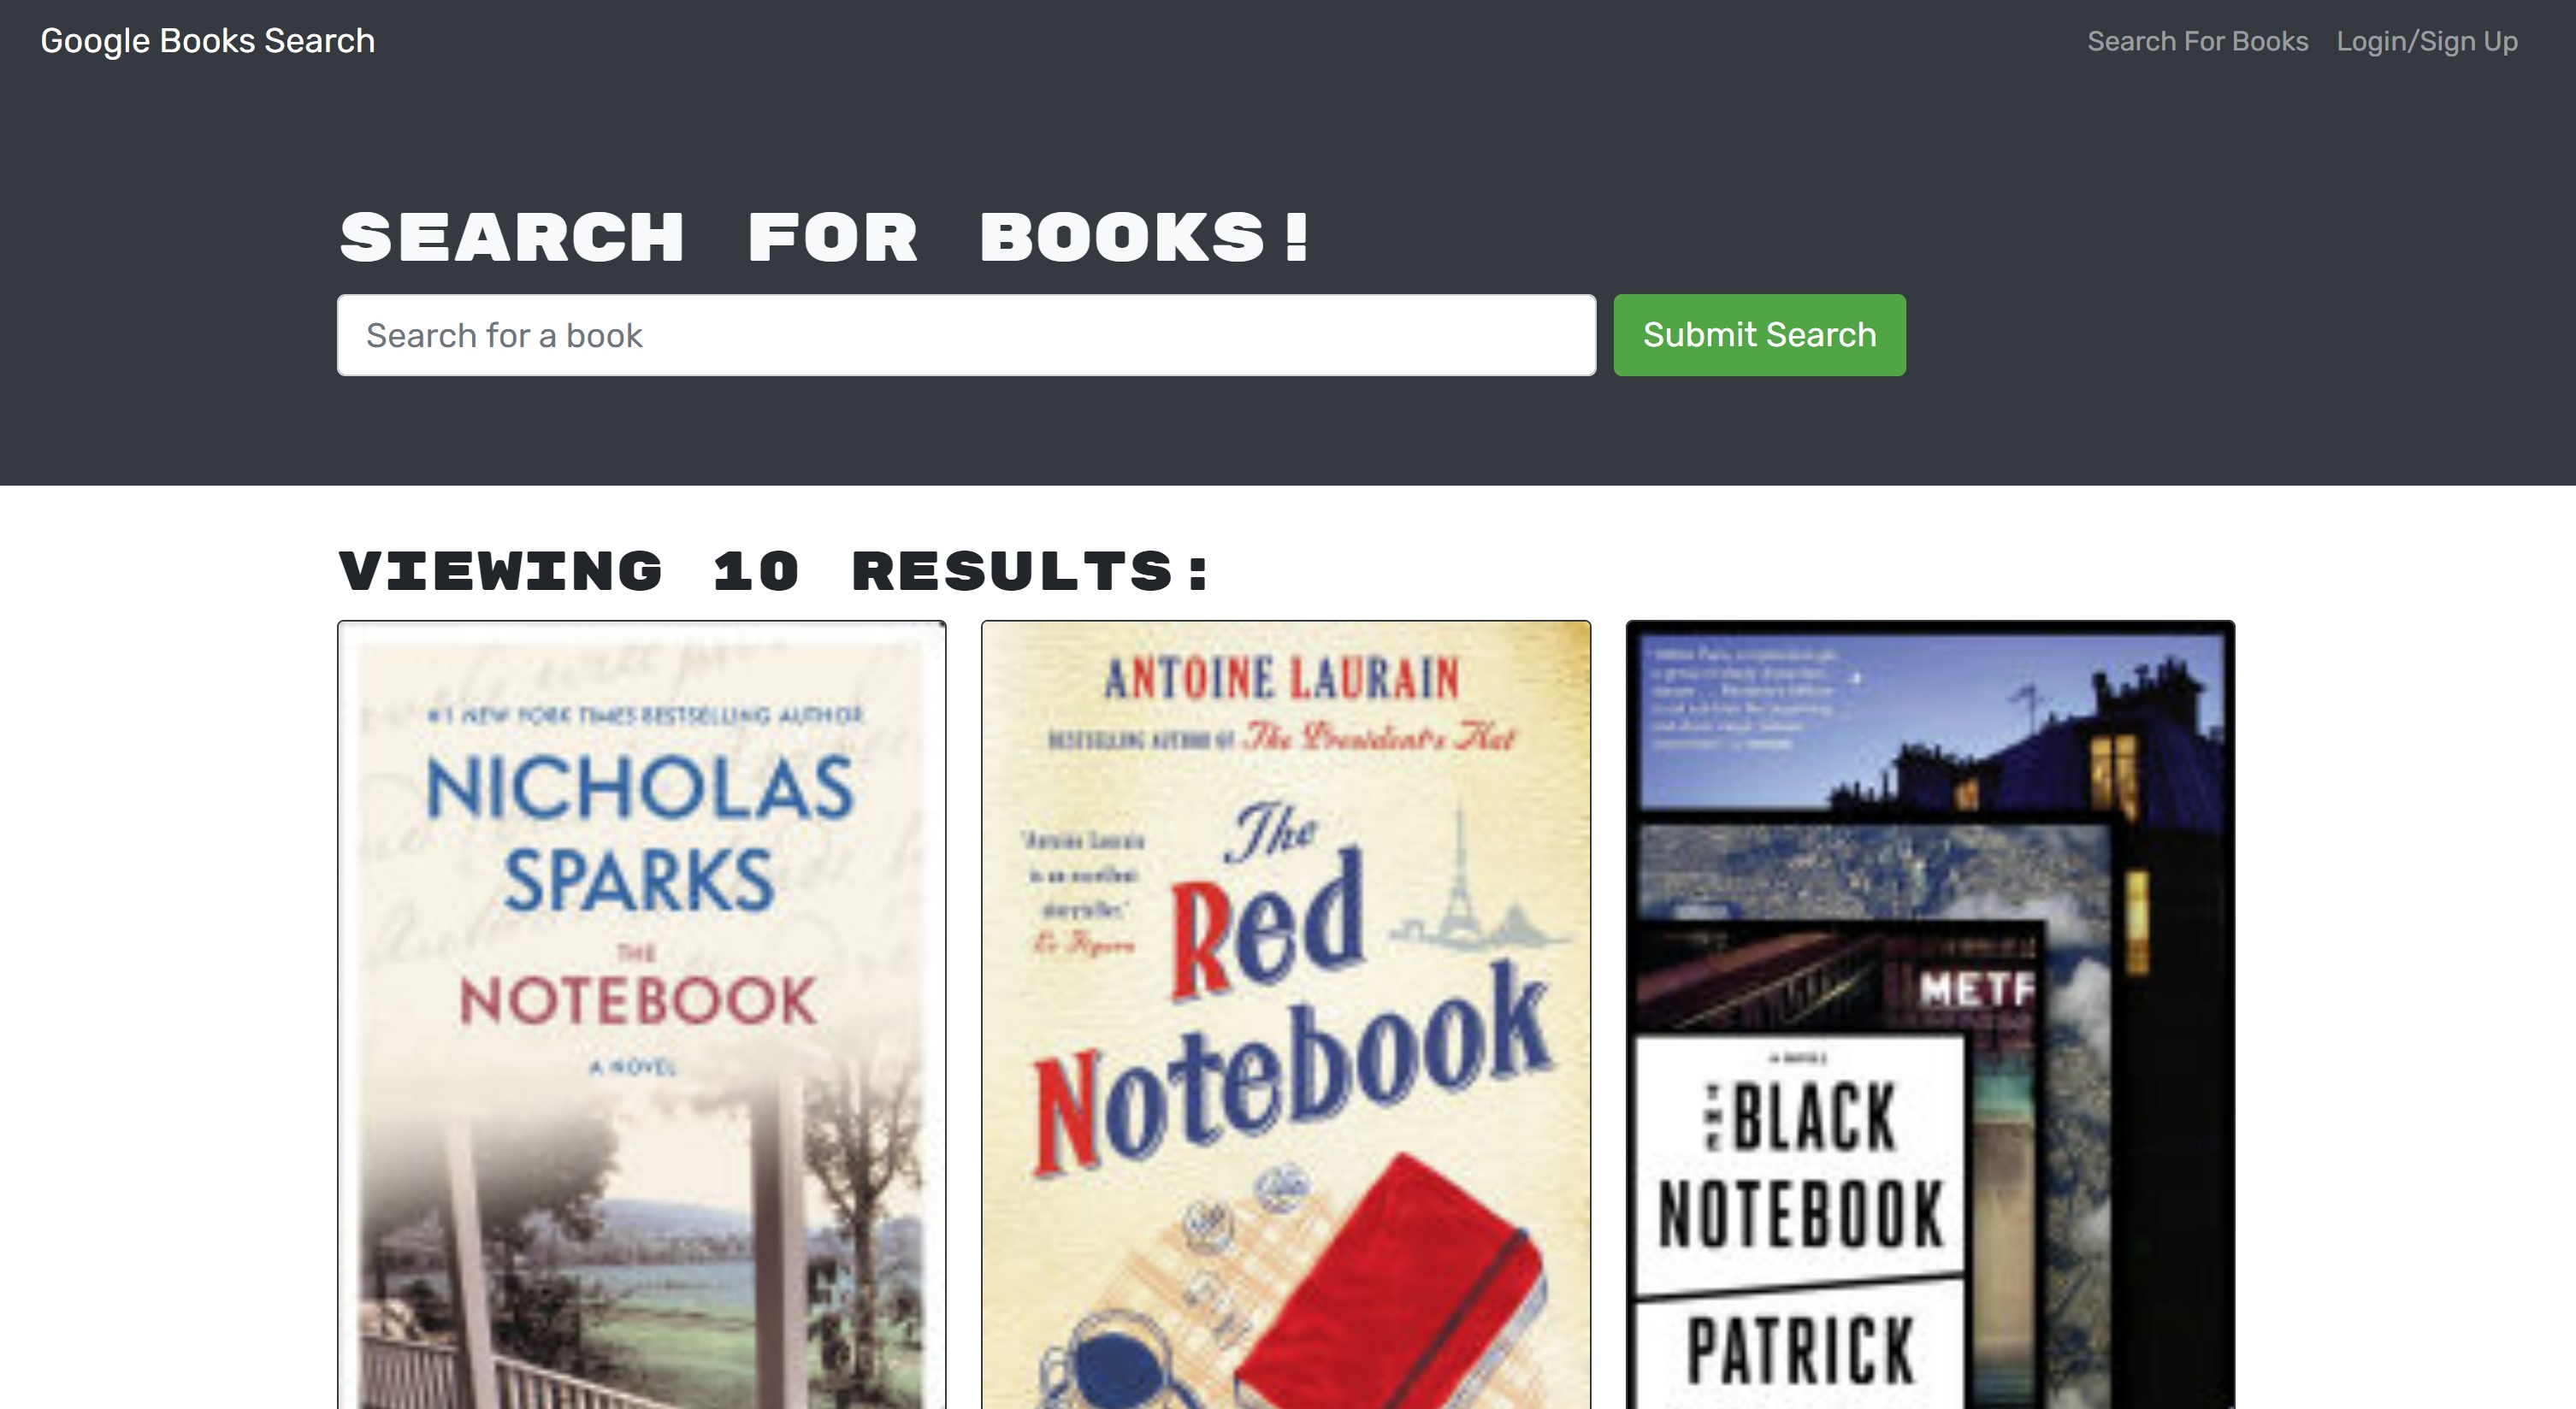 Google Books Search
Search For Books Login/Sign Up
SEARCH FOR BOOKS!
Search for a book
Submit Search
VIEWING 10 RESULTS:
#1 NEW YORK TIMES BESTSELLING AUTHOR
NICHOLAS
SPARKS
THE
NOTEBOOK
A NOVEL
ANTOINE LAURAIN
BESTSELLING AUTHOR OF The President's Hat
The
Red
Notebook
'Antoine Laurain
is an excellent
storyteller.'
Le Figaro
METR
A NOVEL
THE BLACK
NOTEBOOK
PATRICK